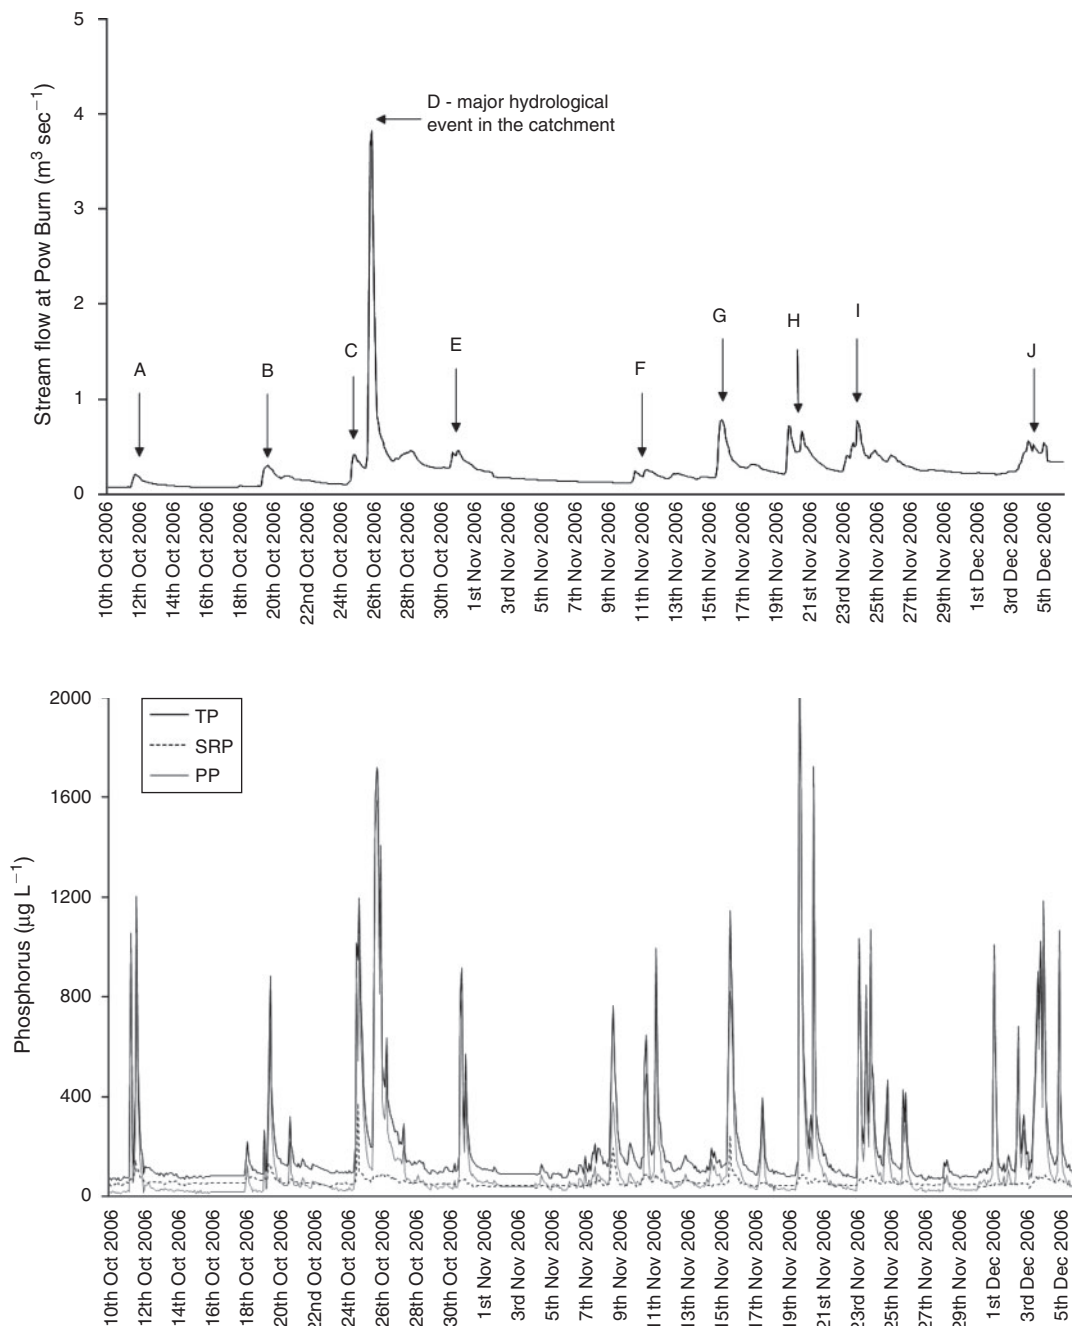 5
4
3
2
1
0
Stream flow at Pow Burn (m³ sec⁻¹)
D - major hydrological
event in the catchment
A
B
C
E
F
G
H
I
J
10th Oct 2006
12th Oct 2006
14th Oct 2006
16th Oct 2006
18th Oct 2006
20th Oct 2006
22nd Oct 2006
24th Oct 2006
26th Oct 2006
28th Oct 2006
30th Oct 2006
1st Nov 2006
3rd Nov 2006
5th Nov 2006
7th Nov 2006
9th Nov 2006
11th Nov 2006
13th Nov 2006
15th Nov 2006
17th Nov 2006
19th Nov 2006
21st Nov 2006
23rd Nov 2006
25th Nov 2006
27th Nov 2006
29th Nov 2006
1st Dec 2006
3rd Dec 2006
5th Dec 2006
2000
1600
1200
800
400
0
Phosphorus (µg L⁻¹)
TP
SRP
PP
10th Oct 2006
12th Oct 2006
14th Oct 2006
16th Oct 2006
18th Oct 2006
20th Oct 2006
22nd Oct 2006
24th Oct 2006
26th Oct 2006
28th Oct 2006
30th Oct 2006
1st Nov 2006
3rd Nov 2006
5th Nov 2006
7th Nov 2006
9th Nov 2006
11th Nov 2006
13th Nov 2006
15th Nov 2006
17th Nov 2006
19th Nov 2006
21st Nov 2006
23rd Nov 2006
25th Nov 2006
27th Nov 2006
29th Nov 2006
1st Dec 2006
3rd Dec 2006
5th Dec 2006